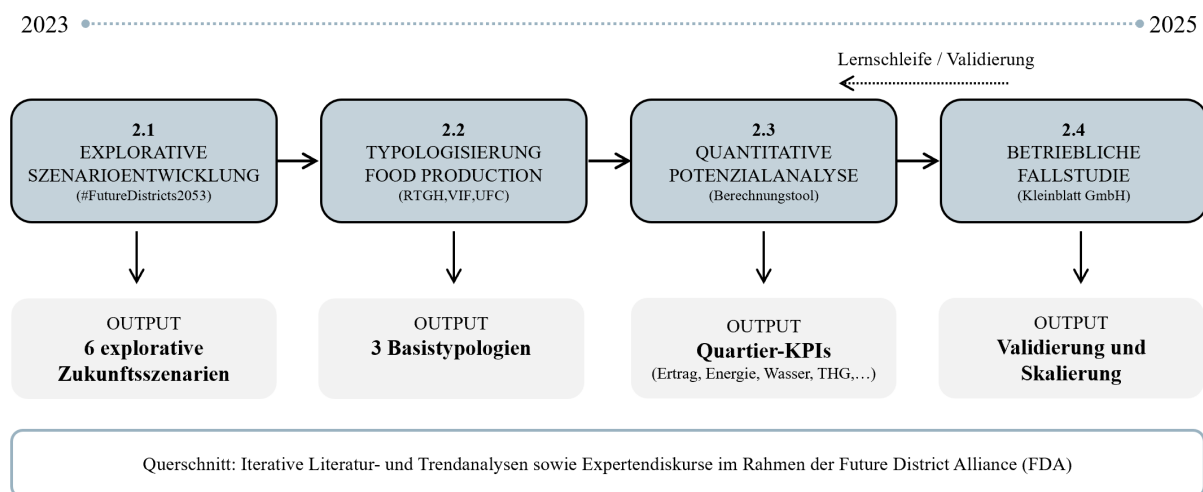 2023
2025
Lernschleife / Validierung
2.1
EXPLORATIVE
SZENARIOENTWICKLUNG
(#FutureDistricts2053)
2.2
TYPOLOGISIERUNG
FOOD PRODUCTION
(RTGH,VIF,UFC)
2.3
QUANTITATIVE
POTENZIALANALYSE
(Berechnungstool)
2.4
BETRIEBLICHE
FALLSTUDIE
(Kleinblatt GmbH)
OUTPUT
6 explorative
Zukunftsszenarien
OUTPUT
3 Basistypologien
OUTPUT
Quartier-KPIs
(Ertrag, Energie, Wasser, THG,…)
OUTPUT
Validierung und
Skalierung
Querschnitt: Iterative Literatur- und Trendanalysen sowie Expertendiskurse im Rahmen der Future District Alliance (FDA)